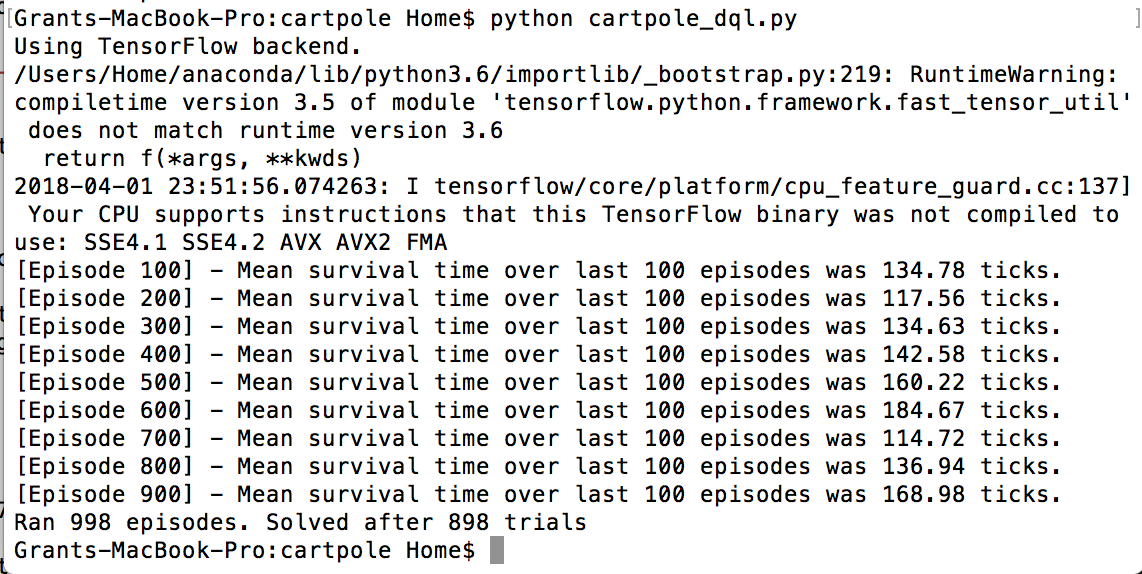 [Grants-MacBook-Pro:cartpole Home$ python cartpole_dql.py ]
Using TensorFlow backend.
/Users/Home/anaconda/lib/python3.6/importlib/_bootstrap.py:219: RuntimeWarning:
compiletime version 3.5 of module 'tensorflow.python.framework.fast_tensor_util'
 does not match runtime version 3.6
  return f(*args, **kwds)
2018-04-01 23:51:56.074263: I tensorflow/core/platform/cpu_feature_guard.cc:137]
 Your CPU supports instructions that this TensorFlow binary was not compiled to
use: SSE4.1 SSE4.2 AVX AVX2 FMA
[Episode 100] - Mean survival time over last 100 episodes was 134.78 ticks.
[Episode 200] - Mean survival time over last 100 episodes was 117.56 ticks.
[Episode 300] - Mean survival time over last 100 episodes was 134.63 ticks.
[Episode 400] - Mean survival time over last 100 episodes was 142.58 ticks.
[Episode 500] - Mean survival time over last 100 episodes was 160.22 ticks.
[Episode 600] - Mean survival time over last 100 episodes was 184.67 ticks.
[Episode 700] - Mean survival time over last 100 episodes was 114.72 ticks.
[Episode 800] - Mean survival time over last 100 episodes was 136.94 ticks.
[Episode 900] - Mean survival time over last 100 episodes was 168.98 ticks.
Ran 998 episodes. Solved after 898 trials
Grants-MacBook-Pro:cartpole Home$